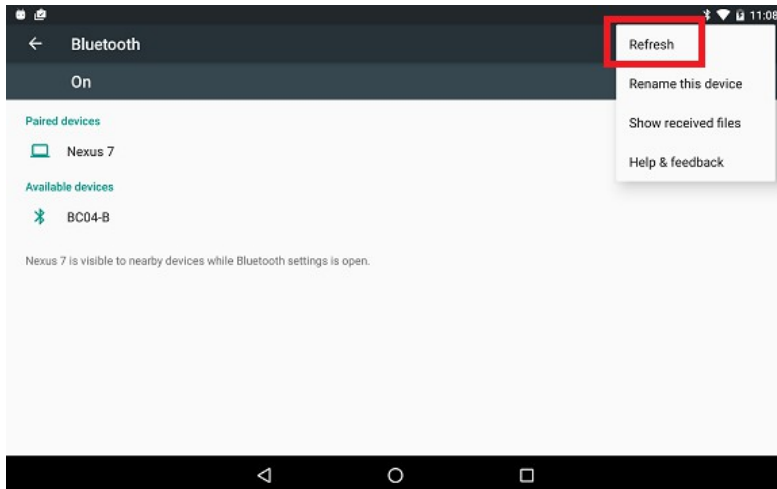 11:08
Bluetooth
Refresh
On
Rename this device
Paired devices
Show received files
Nexus 7
Help & feedback
Available devices
BC04-B
Nexus 7 is visible to nearby devices while Bluetooth settings is open.